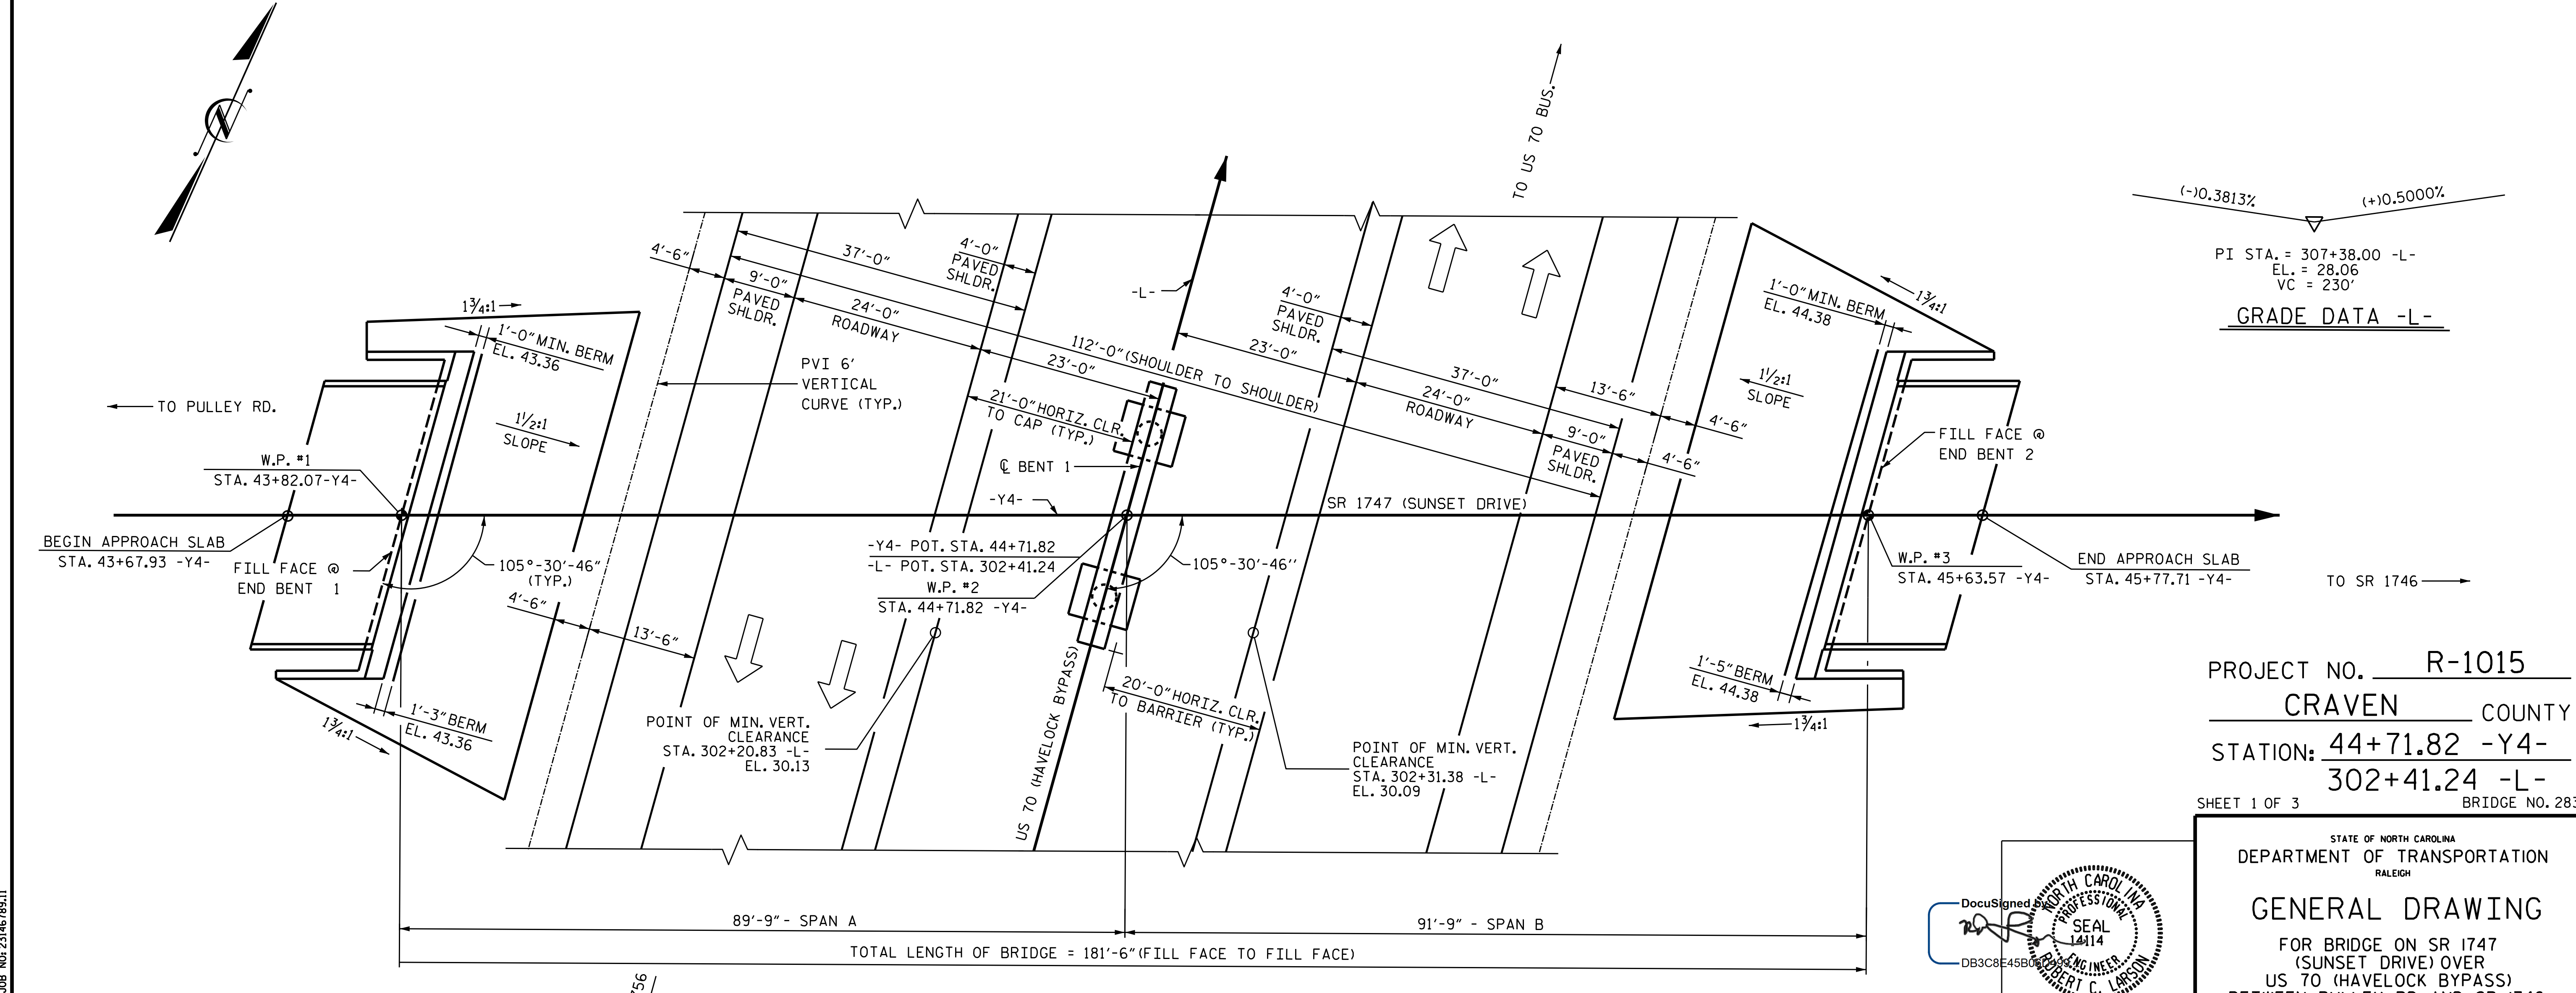 N
TO US 70 BUS.
(-)0.3813%
(+)0.5000%
PI STA. = 307+38.00 -L-
EL. = 28.06
VC = 230'
GRADE DATA -L-
4'-6"
37'-0"
4'-0"
PAVED
SHLDR.
9'-0"
PAVED
SHLDR.
24'-0"
ROADWAY
112'-0" (SHOULDER TO SHOULDER)
23'-0"
-L-
4'-0"
PAVED
SHLDR.
23'-0"
37'-0"
24'-0"
ROADWAY
13'-6"
4'-6"
9'-0"
PAVED
SHLDR.
4'-6"
1¾:1
1'-0" MIN. BERM
EL. 43.36
1½:1
SLOPE
PVI 6'
VERTICAL
CURVE (TYP.)
21'-0" HORIZ. CLR.
TO CAP (TYP.)
℄ BENT 1
-Y4-
SR 1747 (SUNSET DRIVE)
1'-0" MIN. BERM
EL. 44.38
1¾:1
1½:1
SLOPE
FILL FACE @
END BENT 2
TO PULLEY RD.
W.P. #1
STA. 43+82.07 -Y4-
BEGIN APPROACH SLAB
STA. 43+67.93 -Y4-
FILL FACE @
END BENT 1
105°-30'-46"
(TYP.)
4'-6"
13'-6"
-Y4- POT. STA. 44+71.82
-L- POT. STA. 302+41.24
W.P. #2
STA. 44+71.82 -Y4-
105°-30'-46''
W.P. #3
STA. 45+63.57 -Y4-
END APPROACH SLAB
STA. 45+77.71 -Y4-
TO SR 1746
1'-3" BERM
EL. 43.36
1¾:1
POINT OF MIN. VERT.
CLEARANCE
STA. 302+20.83 -L-
EL. 30.13
US 70 (HAVELOCK BYPASS)
20'-0" HORIZ. CLR.
TO BARRIER (TYP.)
POINT OF MIN. VERT.
CLEARANCE
STA. 302+31.38 -L-
EL. 30.09
1'-5" BERM
EL. 44.38
1¾:1
89'-9" - SPAN A
91'-9" - SPAN B
TOTAL LENGTH OF BRIDGE = 181'-6" (FILL FACE TO FILL FACE)
PROJECT NO. R-1015
CRAVEN COUNTY
STATION: 44+71.82 -Y4-
302+41.24 -L-
SHEET 1 OF 3
BRIDGE NO. 283
STATE OF NORTH CAROLINA
DEPARTMENT OF TRANSPORTATION
RALEIGH
GENERAL DRAWING
FOR BRIDGE ON SR 1747
(SUNSET DRIVE) OVER
US 70 (HAVELOCK BYPASS)
DocuSigned by
NORTH CAROLINA
PROFESSIONAL
SEAL
14114
ENGINEER
ROBERT C. LARSON